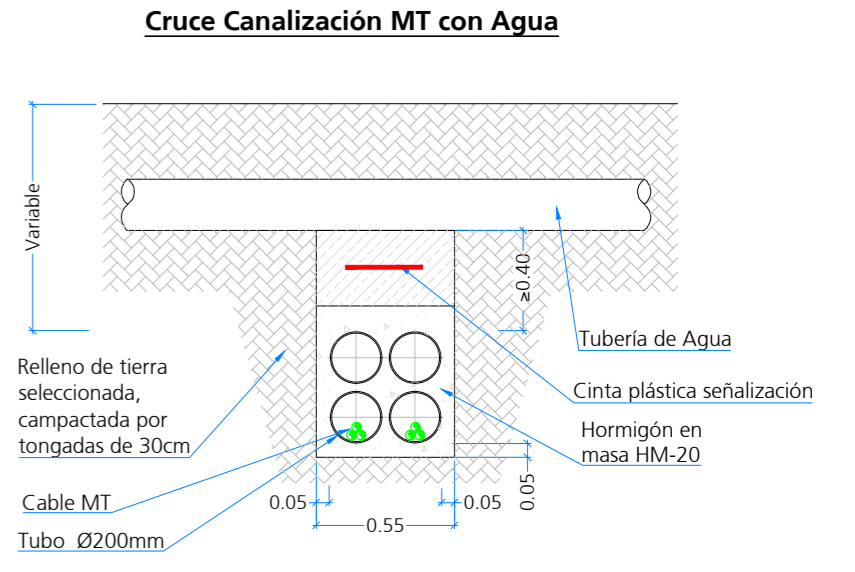 Cruce Canalización MT con Agua
Variable
≥0.40
Tubería de Agua
Relleno de tierra
seleccionada,
campactada por
tongadas de 30cm
Cinta plástica señalización
Hormigón en
masa HM-20
Cable MT
0.05
0.05
0.05
0.55
Tubo Ø200mm